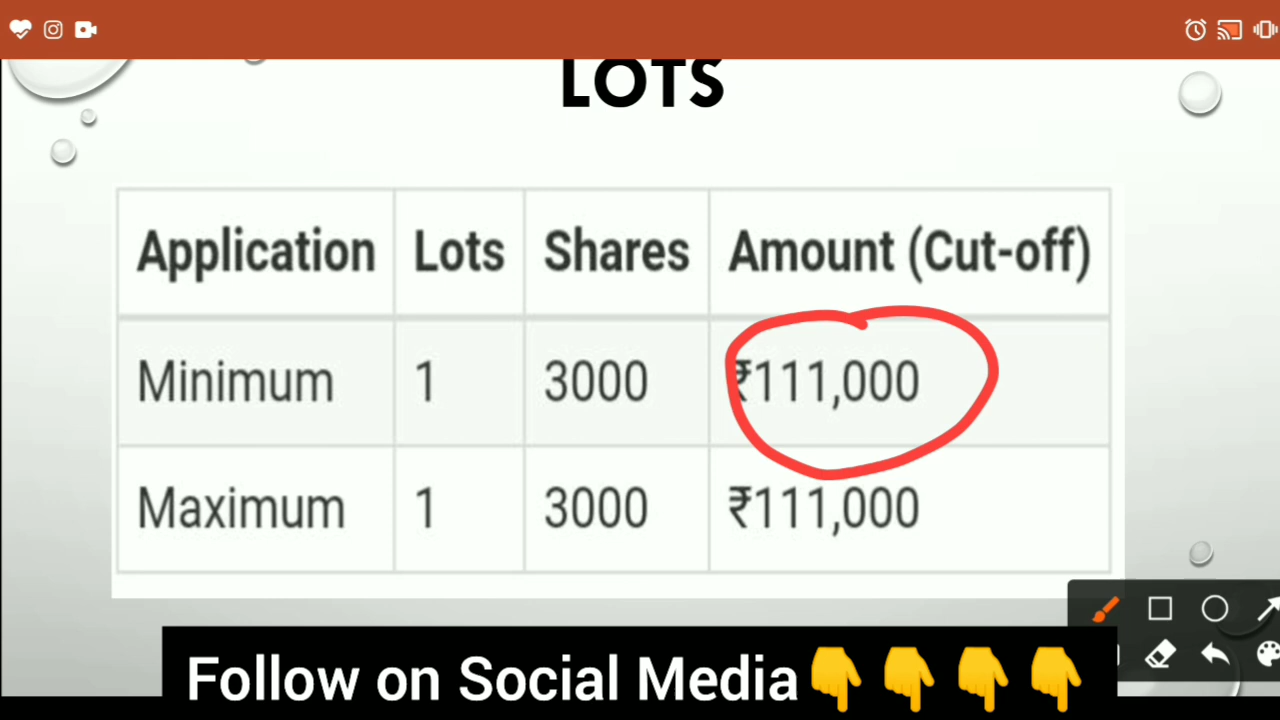 LOTS
Application Lots Shares Amount (Cut-off)
Minimum 1 3000 ₹111,000
Maximum 1 3000 ₹111,000
Follow on Social Media👇👇👇👇